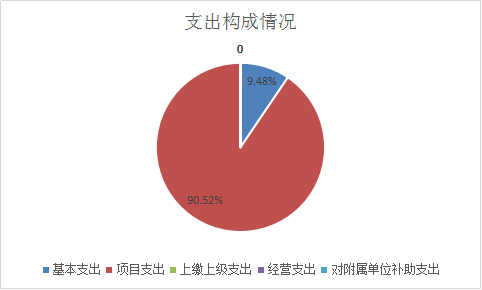 支出构成情况
0
9.48%
90.52%
基本支出 项目支出 上缴上级支出 经营支出 对附属单位补助支出